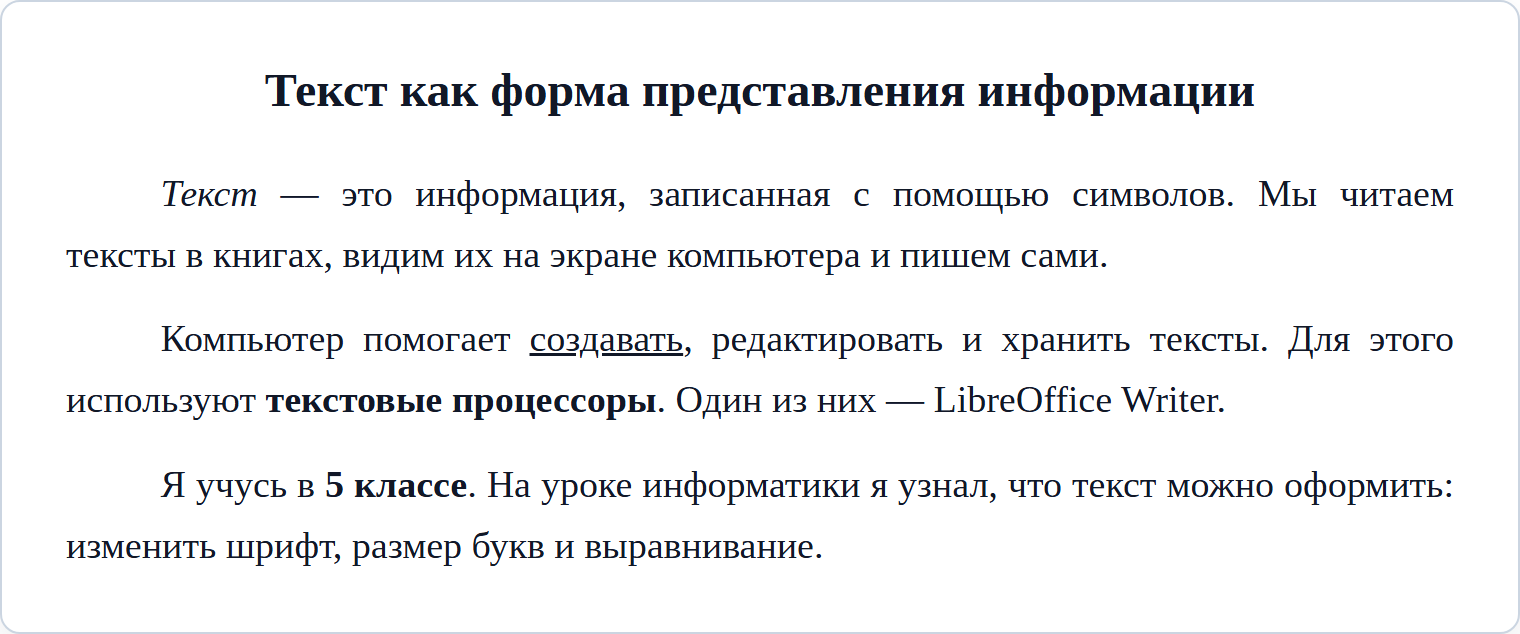 Текст как форма представления информации
Текст — это информация, записанная с помощью символов. Мы читаем
тексты в книгах, видим их на экране компьютера и пишем сами.
Компьютер помогает создавать, редактировать и хранить тексты. Для этого
используют текстовые процессоры. Один из них — LibreOffice Writer.
Я учусь в 5 классе. На уроке информатики я узнал, что текст можно оформить:
изменить шрифт, размер букв и выравнивание.